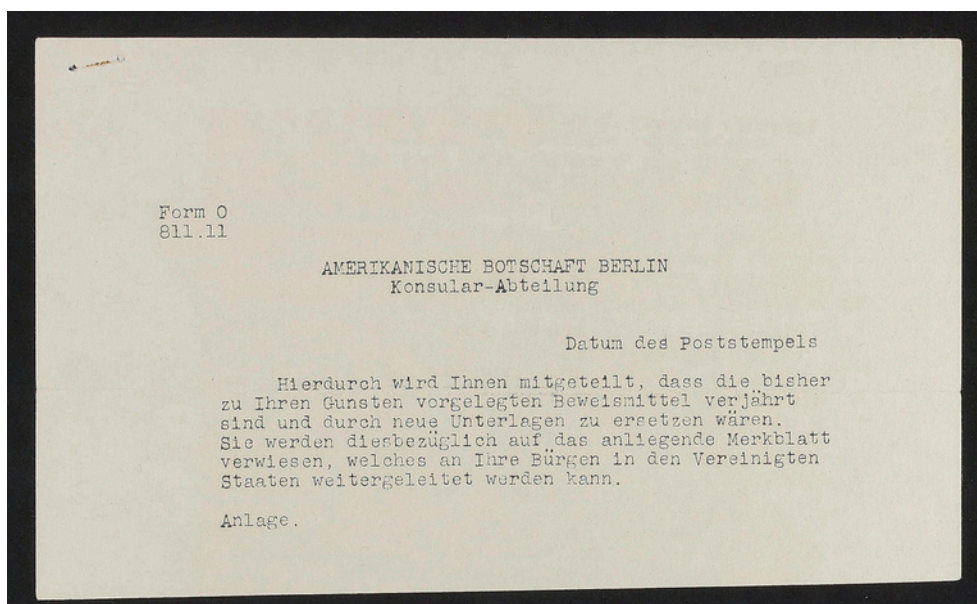 Form O
811.11
AMERIKANISCHE BOTSCHAFT BERLIN
Konsular-Abteilung
Datum des Poststempels
Hierdurch wird Ihnen mitgeteilt, dass die bisher
zu Ihren Gunsten vorgelegten Beweismittel verjährt
sind und durch neue Unterlagen zu ersetzen wären.
Sie werden diesbezüglich auf das anliegende Merkblatt
verwiesen, welches an Ihre Bürgen in den Vereinigten
Staaten weitergeleitet werden kann.
Anlage.